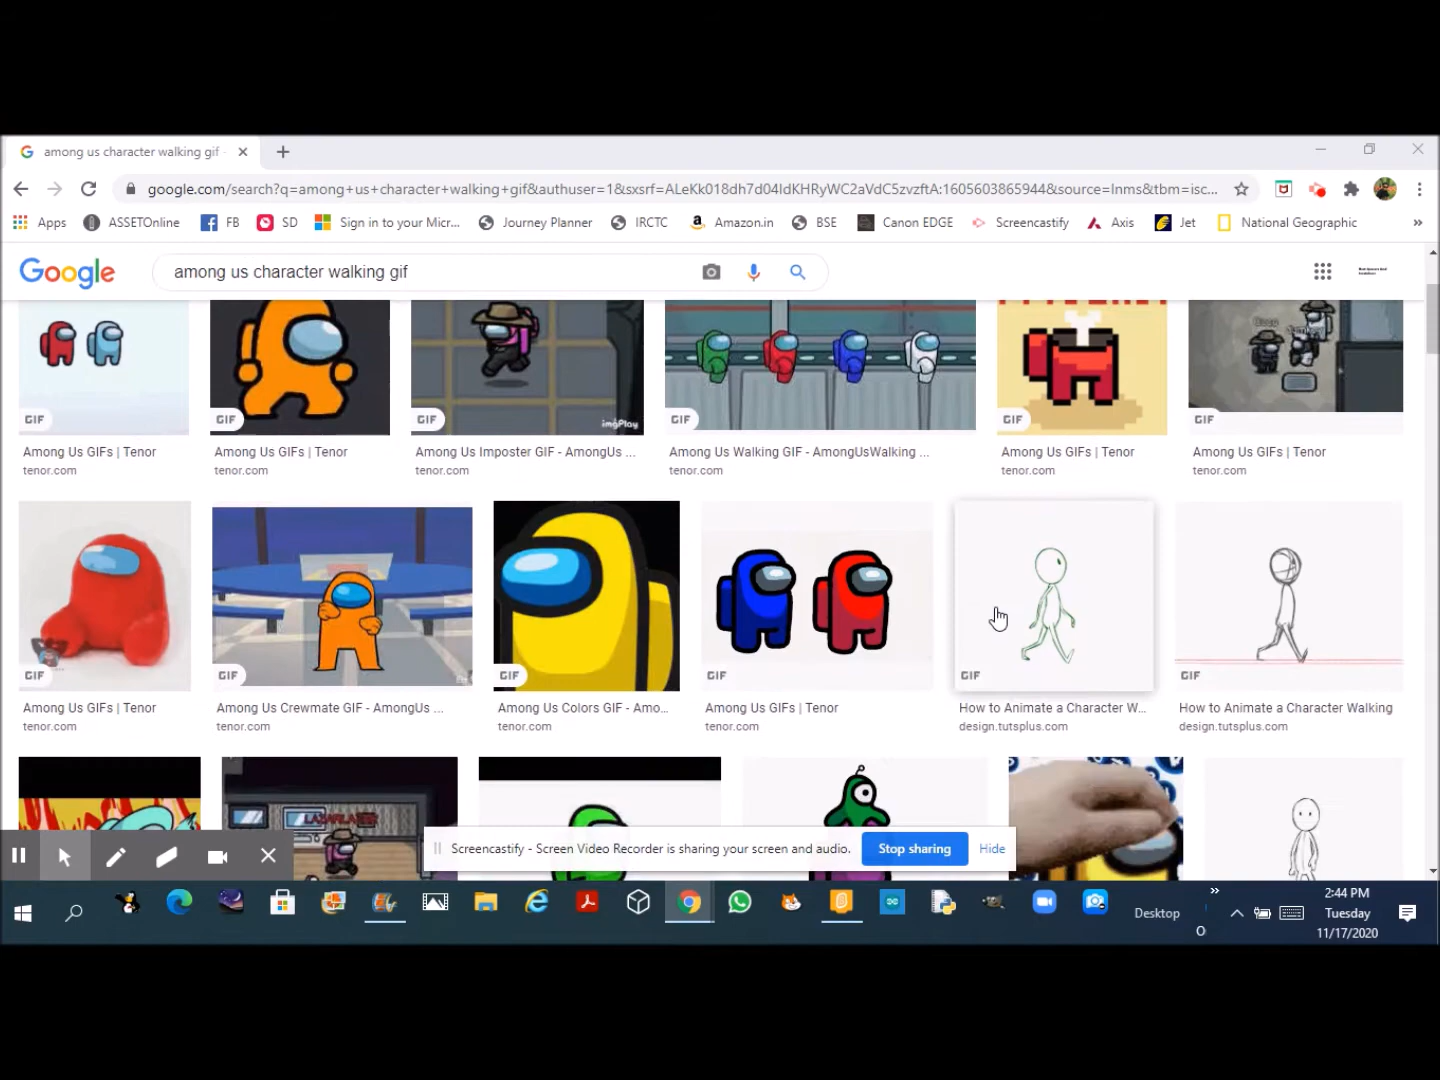 among us character walking gif -
google.com/search?q=among+us+character+walking+gif&authuser=1&sxsrf=ALeKk018dh7d04IdKHRyWC2aVdC5zvzftA:1605603865944&source=lnms&tbm=isc...
Apps ASSETOnline FB SD Sign in to your Micr... Journey Planner IRCTC Amazon.in BSE Canon EDGE Screencastify Axis Jet National Geographic »
Google among us character walking gif
GIF GIF GIF imgPlay GIF GIF GIF
Among Us GIFs | Tenor Among Us GIFs | Tenor Among Us Imposter GIF - AmongUs ... Among Us Walking GIF - AmongUsWalking ... Among Us GIFs | Tenor Among Us GIFs | Tenor
tenor.com tenor.com tenor.com tenor.com tenor.com tenor.com
GIF GIF GIF GIF GIF GIF
Among Us GIFs | Tenor Among Us Crewmate GIF - AmongUs ... Among Us Colors GIF - Amo... Among Us GIFs | Tenor How to Animate a Character W... How to Animate a Character Walking
tenor.com tenor.com tenor.com tenor.com design.tutsplus.com design.tutsplus.com
Screencastify - Screen Video Recorder is sharing your screen and audio. Stop sharing Hide
Desktop » 2:44 PM
Tuesday
11/17/2020